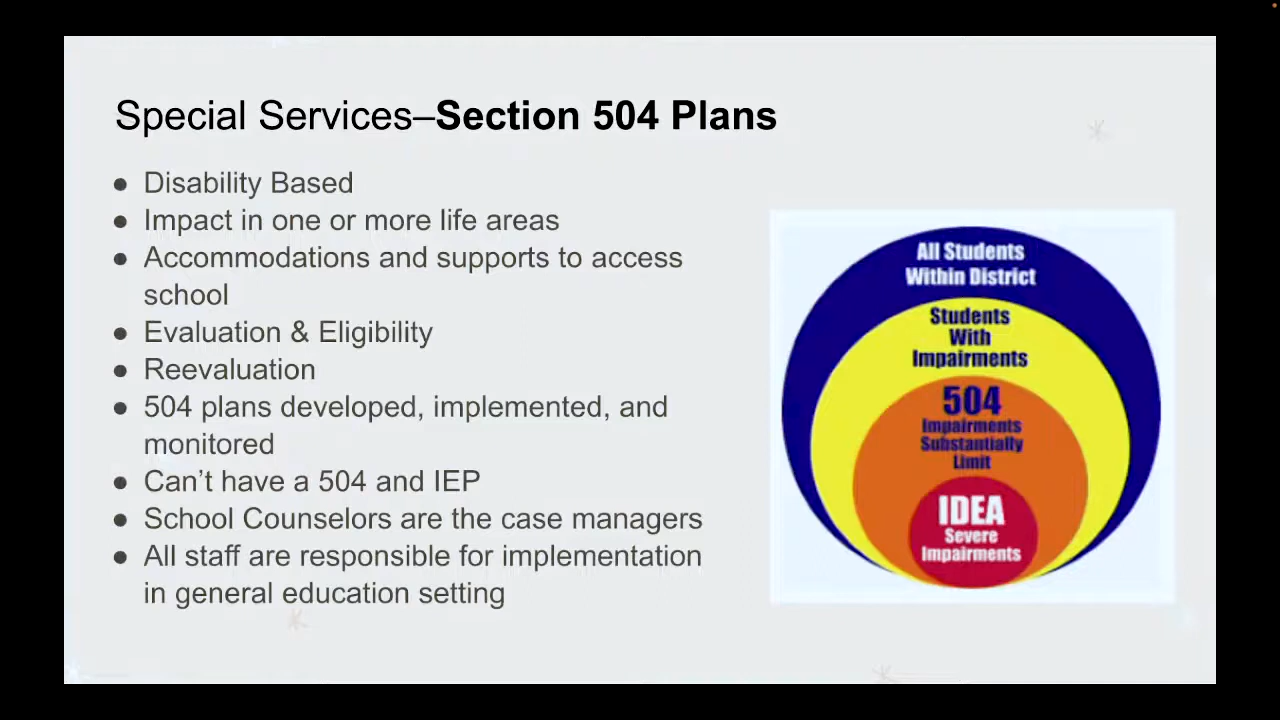 Special Services–Section 504 Plans
● Disability Based
● Impact in one or more life areas
● Accommodations and supports to access
school
● Evaluation & Eligibility
● Reevaluation
● 504 plans developed, implemented, and
monitored
● Can’t have a 504 and IEP
● School Counselors are the case managers
● All staff are responsible for implementation
in general education setting
All Students
Within District
Students
With
Impairments
504
Impairments
Substantially
Limit
IDEA
Severe
Impairments